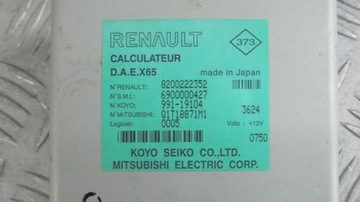 RENAULT
373
CALCULATEUR
D.A.E.X65 made in Japan
N°RENAULT: 8200222352
N°S.M.I.: 6900000427
N°KOYO: 991-19104 3624
N°MITSUBISHI: Q1T18871M1
Logiciel: 0005 Volts: +12V
0750
KOYO SEIKO CO.,LTD.
MITSUBISHI ELECTRIC CORP.